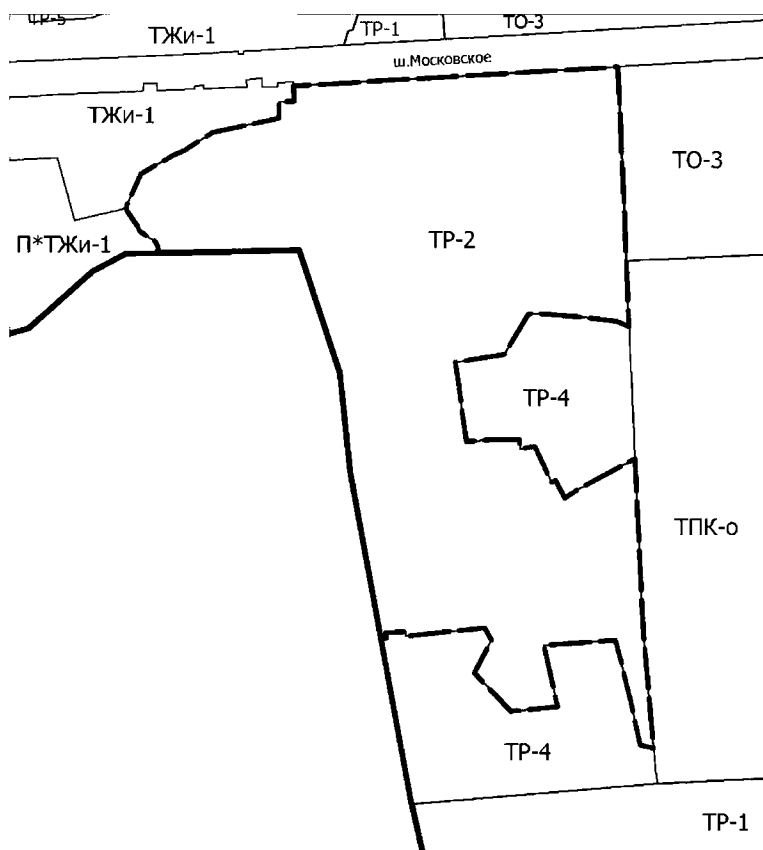 ТЖи-1
ТР-1
ТО-3
ш.Московское
ТЖи-1
ТО-3
ТР-2
П*ТЖи-1
ТР-4
ТПК-о
ТР-4
ТР-1